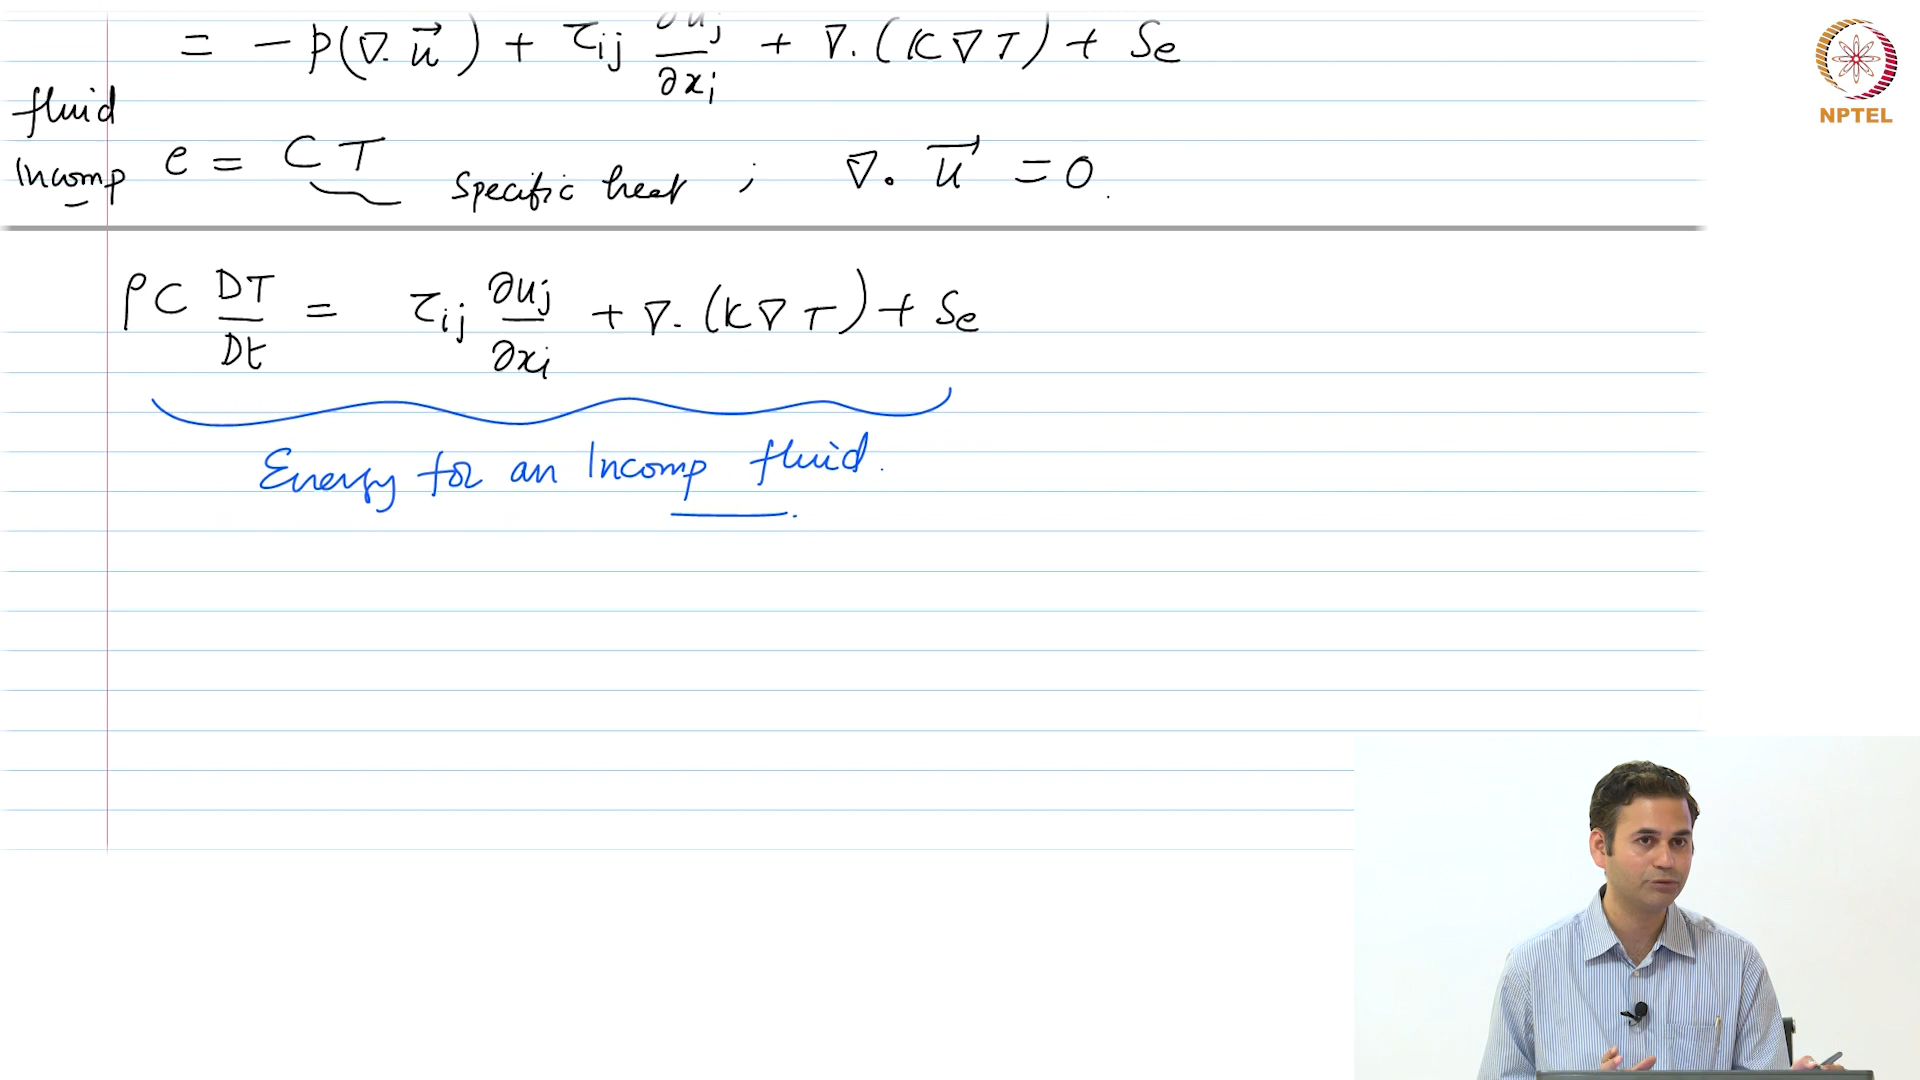 = - p(∇. u⃗) + τij ∂uj/∂xi + ∇.(K∇T) + Se
fluid
Incomp e = CT specific heat ; ∇. u⃗ = 0.
ρC DT/Dt = τij ∂uj/∂xi + ∇.(K∇T) + Se
Energy for an Incomp fluid.
NPTEL